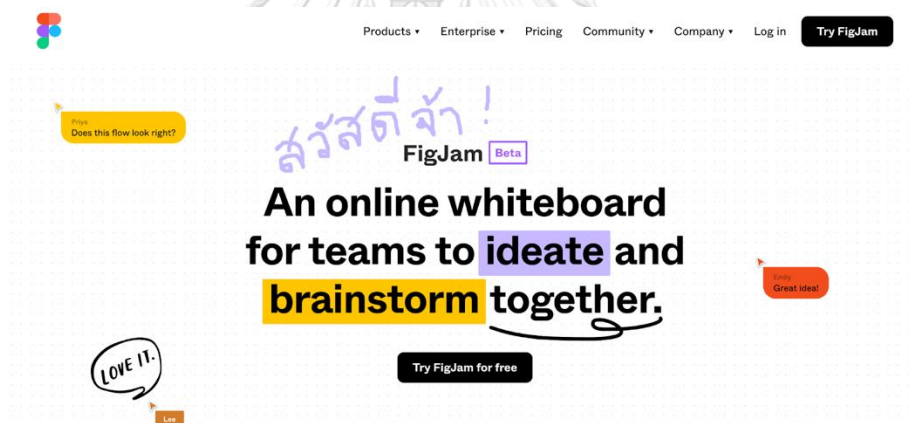 Products ▾ Enterprise ▾ Pricing Community ▾ Company ▾ Log in Try FigJam
สวัสดีจ้า !
Priya
Does this flow look right?
FigJam Beta
An online whiteboard
for teams to ideate and
brainstorm together.
Emily
Great idea!
LOVE IT.
Try FigJam for free
Lee